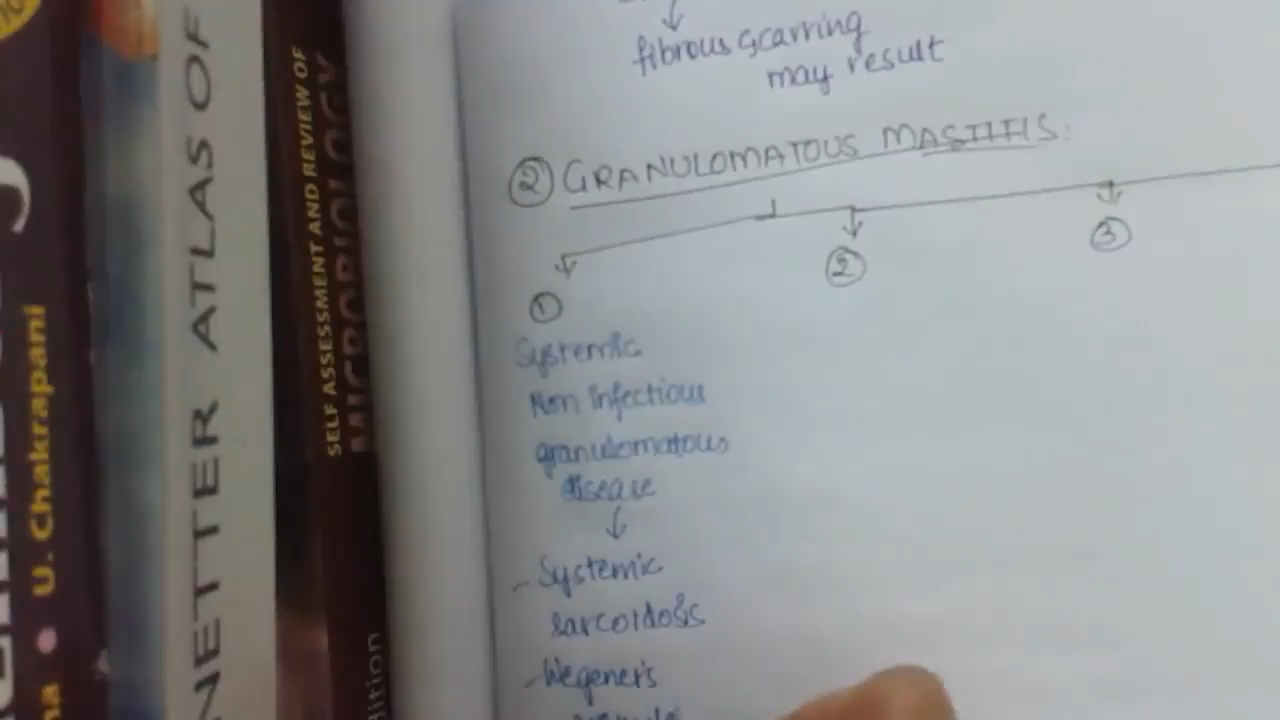 fibrous scarring
may result
② GRANULOMATOUS MASTITIS:
① ② ③
Systemic
Non infectious
granulomatous
disease
- Systemic
sarcoidosis
- Wegener's
U. Chakrapani
NETTER ATLAS OF
SELF ASSESSMENT AND REVIEW OF
MICROBIOLOGY